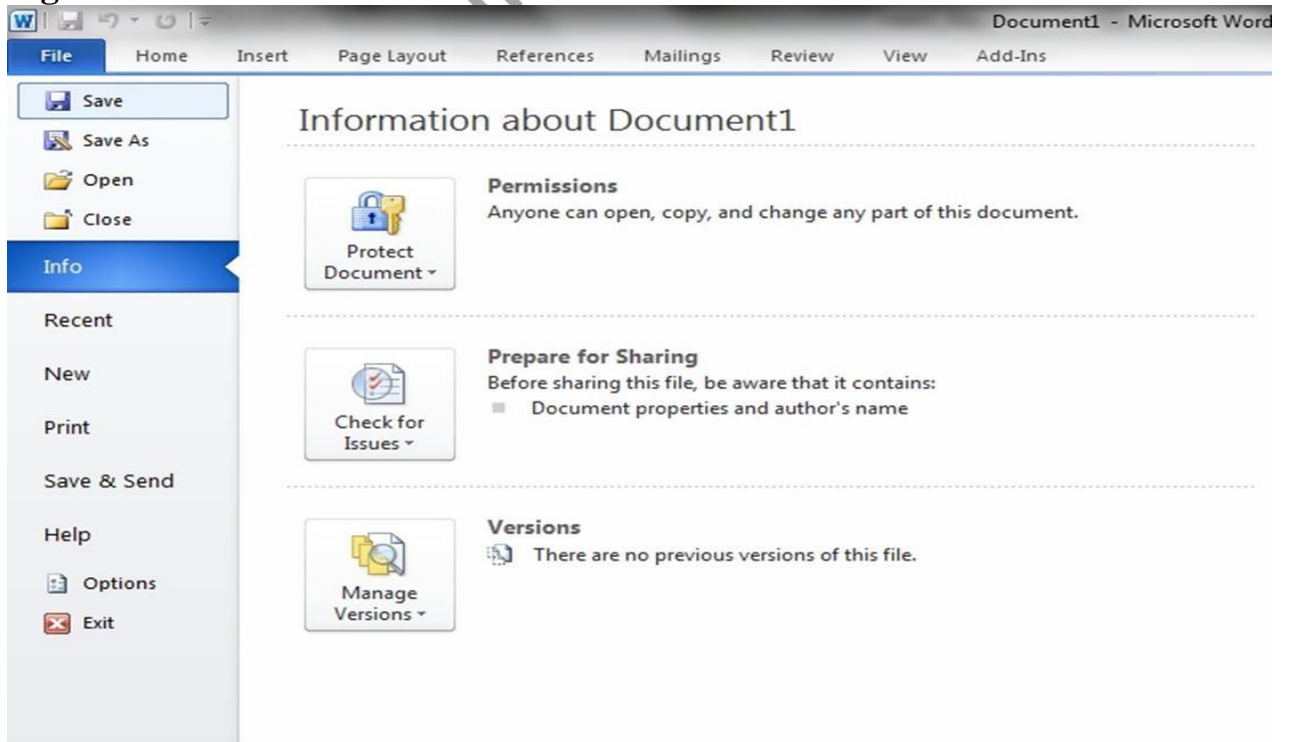 Document1 - Microsoft Word
File Home Insert Page Layout References Mailings Review View Add-Ins
Save
Save As
Open
Close
Info
Recent
New
Print
Save & Send
Help
Options
Exit
Information about Document1
Protect
Document
Permissions
Anyone can open, copy, and change any part of this document.
Check for
Issues
Prepare for Sharing
Before sharing this file, be aware that it contains:
Document properties and author's name
Manage
Versions
Versions
There are no previous versions of this file.